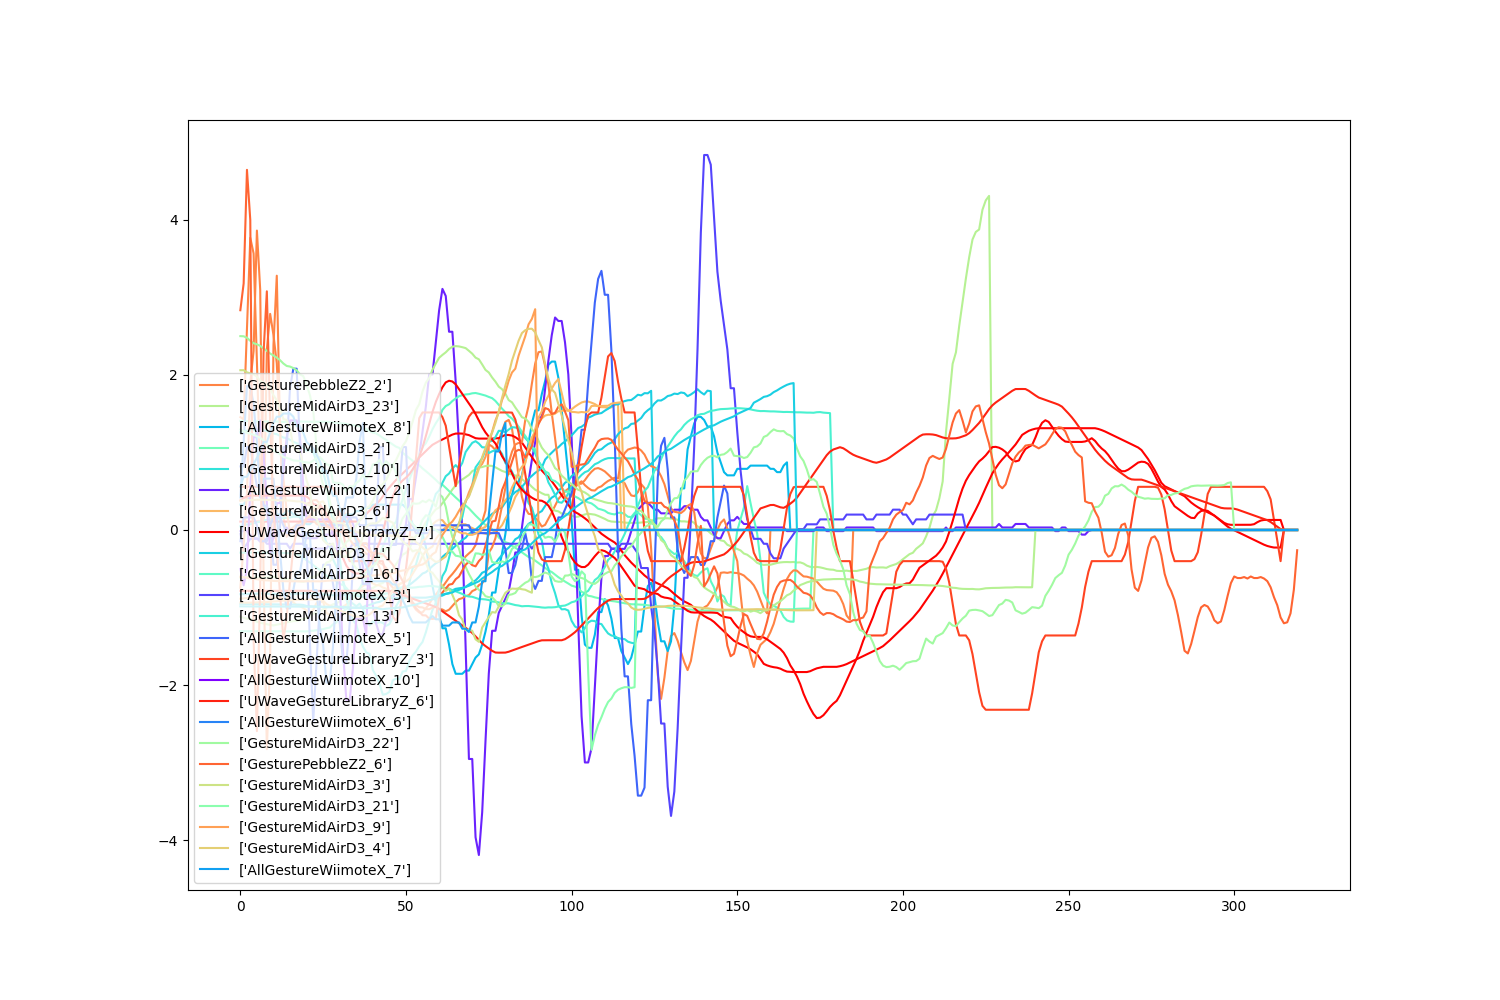 4
2
0
−2
−4
['GesturePebbleZ2_2']
['GestureMidAirD3_23']
['AllGestureWiimoteX_8']
['GestureMidAirD3_2']
['GestureMidAirD3_10']
['AllGestureWiimoteX_2']
['GestureMidAirD3_6']
['UWaveGestureLibraryZ_7']
['GestureMidAirD3_1']
['GestureMidAirD3_16']
['AllGestureWiimoteX_3']
['GestureMidAirD3_13']
['AllGestureWiimoteX_5']
['UWaveGestureLibraryZ_3']
['AllGestureWiimoteX_10']
['UWaveGestureLibraryZ_6']
['AllGestureWiimoteX_6']
['GestureMidAirD3_22']
['GesturePebbleZ2_6']
['GestureMidAirD3_3']
['GestureMidAirD3_21']
['GestureMidAirD3_9']
['GestureMidAirD3_4']
['AllGestureWiimoteX_7']
0 50 100 150 200 250 300